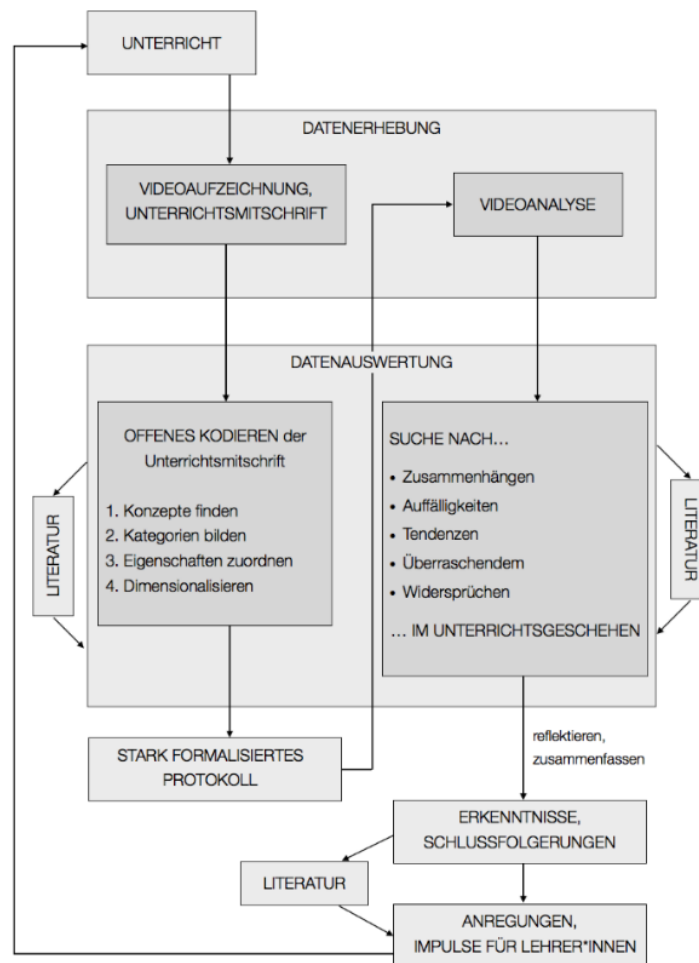 UNTERRICHT
DATENERHEBUNG
VIDEOAUFZEICHNUNG,
UNTERRICHTSMITSCHRIFT
VIDEOANALYSE
DATENAUSWERTUNG
OFFENES KODIEREN der
Unterrichtsmitschrift
1. Konzepte finden
2. Kategorien bilden
3. Eigenschaften zuordnen
4. Dimensionalisieren
LITERATUR
SUCHE NACH...
• Zusammenhängen
• Auffälligkeiten
• Tendenzen
• Überraschendem
• Widersprüchen
... IM UNTERRICHTSGESCHEHEN
LITERATUR
STARK FORMALISIERTES
PROTOKOLL
reflektieren,
zusammenfassen
ERKENNTNISSE,
SCHLUSSFOLGERUNGEN
LITERATUR
ANREGUNGEN,
IMPULSE FÜR LEHRER*INNEN